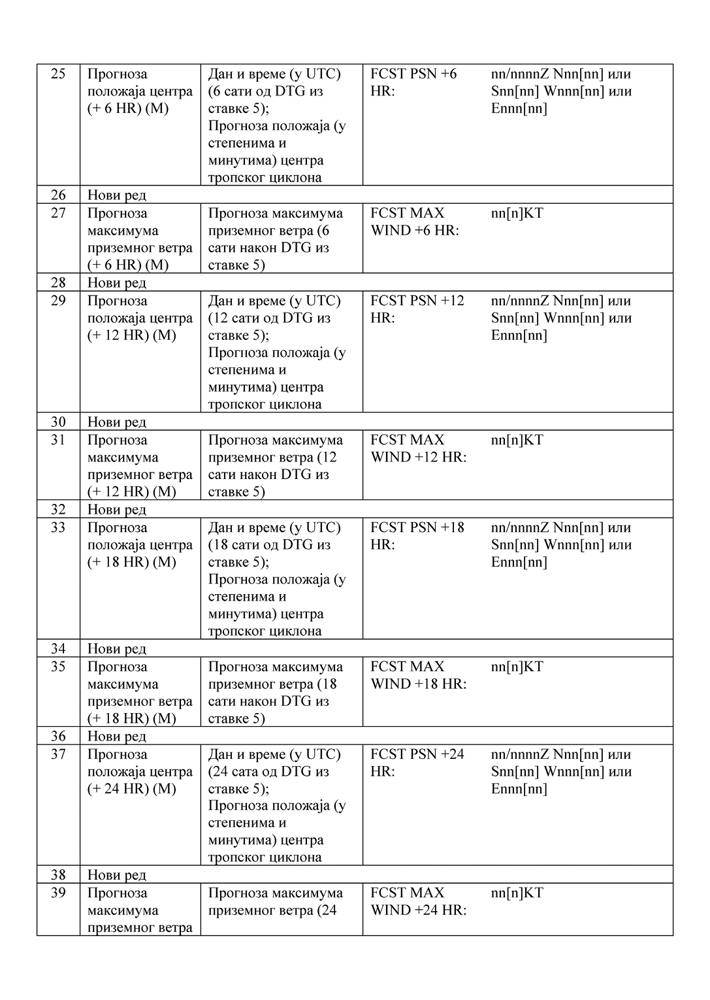 25
Прогноза
положаја центра
(+ 6 HR) (M)
Дан и време (у UTC)
(6 сати од DTG из
ставке 5);
Прогноза положаја (у
степенима и
минутима) центра
тропског циклона
FCST PSN +6
HR:
nn/nnnnZ Nnn[nn] или
Snn[nn] Wnnn[nn] или
Ennn[nn]
26
Нови ред
27
Прогноза
максимума
приземног ветра
(+ 6 HR) (M)
Прогноза максимума
приземног ветра (6
сати након DTG из
ставке 5)
FCST MAX
WIND +6 HR:
nn[n]KT
28
Нови ред
29
Прогноза
положаја центра
(+ 12 HR) (M)
Дан и време (у UTC)
(12 сати од DTG из
ставке 5);
Прогноза положаја (у
степенима и
минутима) центра
тропског циклона
FCST PSN +12
HR:
nn/nnnnZ Nnn[nn] или
Snn[nn] Wnnn[nn] или
Ennn[nn]
30
Нови ред
31
Прогноза
максимума
приземног ветра
(+ 12 HR) (M)
Прогноза максимума
приземног ветра (12
сати након DTG из
ставке 5)
FCST MAX
WIND +12 HR:
nn[n]KT
32
Нови ред
33
Прогноза
положаја центра
(+ 18 HR) (M)
Дан и време (у UTC)
(18 сати од DTG из
ставке 5);
Прогноза положаја (у
степенима и
минутима) центра
тропског циклона
FCST PSN +18
HR:
nn/nnnnZ Nnn[nn] или
Snn[nn] Wnnn[nn] или
Ennn[nn]
34
Нови ред
35
Прогноза
максимума
приземног ветра
(+ 18 HR) (M)
Прогноза максимума
приземног ветра (18
сати након DTG из
ставке 5)
FCST MAX
WIND +18 HR:
nn[n]KT
36
Нови ред
37
Прогноза
положаја центра
(+ 24 HR) (M)
Дан и време (у UTC)
(24 сата од DTG из
ставке 5);
Прогноза положаја (у
степенима и
минутима) центра
тропског циклона
FCST PSN +24
HR:
nn/nnnnZ Nnn[nn] или
Snn[nn] Wnnn[nn] или
Ennn[nn]
38
Нови ред
39
Прогноза
максимума
приземног ветра
Прогноза максимума
приземног ветра (24
FCST MAX
WIND +24 HR:
nn[n]KT